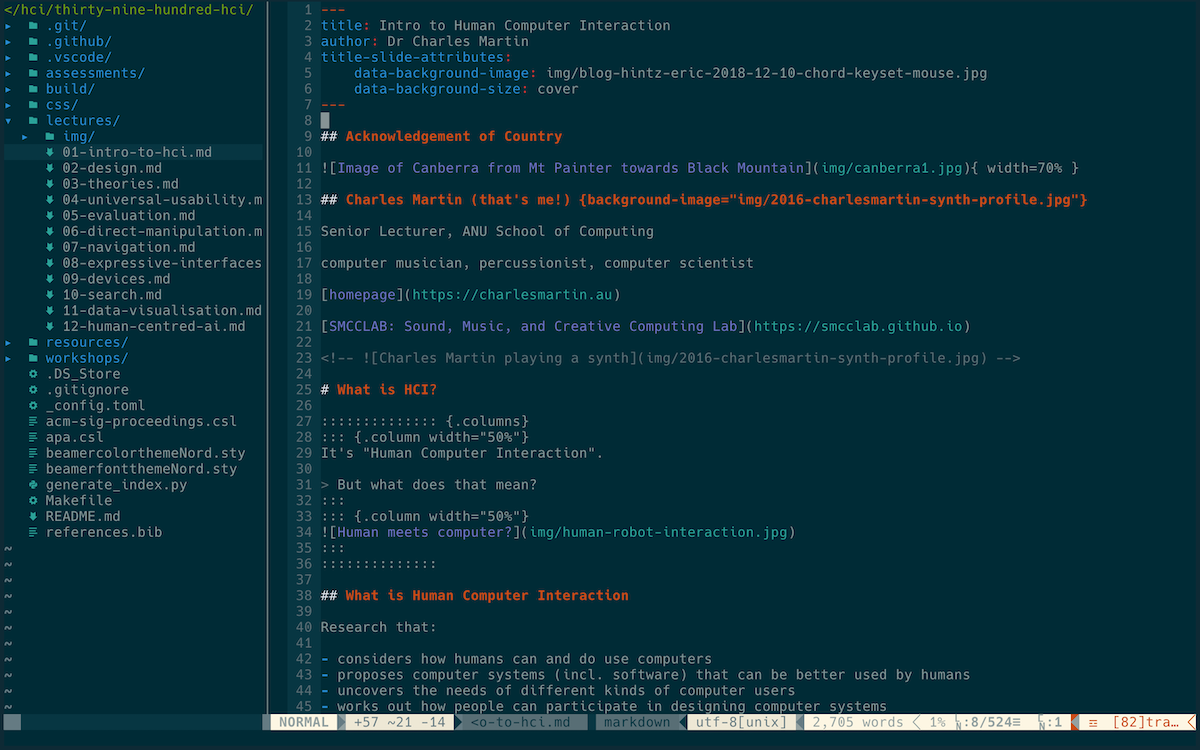 </hci/thirty-nine-hundred-hci/
.git/
.github/
.vscode/
assessments/
build/
css/
lectures/
img/
01-intro-to-hci.md
02-design.md
03-theories.md
04-universal-usability.m
05-evaluation.md
06-direct-manipulation.m
07-navigation.md
08-expressive-interfaces
09-devices.md
10-search.md
11-data-visualisation.md
12-human-centred-ai.md
resources/
workshops/
.DS_Store
.gitignore
_config.toml
acm-sig-proceedings.csl
apa.csl
beamercolorthemeNord.sty
beamerfontthemeNord.sty
generate_index.py
Makefile
README.md
references.bib
~
~
~
~
~
~
~
~
~
~
~
1 ---
2 title: Intro to Human Computer Interaction
3 author: Dr Charles Martin
4 title-slide-attributes:
5     data-background-image: img/blog-hintz-eric-2018-12-10-chord-keyset-mouse.jpg
6     data-background-size: cover
7 ---
8
9 ## Acknowledgement of Country
10
11 ![Image of Canberra from Mt Painter towards Black Mountain](img/canberra1.jpg){ width=70% }
12
13 ## Charles Martin (that's me!) {background-image="img/2016-charlesmartin-synth-profile.jpg"}
14
15 Senior Lecturer, ANU School of Computing
16
17 computer musician, percussionist, computer scientist
18
19 [homepage](https://charlesmartin.au)
20
21 [SMCCLAB: Sound, Music, and Creative Computing Lab](https://smcclab.github.io)
22
23 <!-- ![Charles Martin playing a synth](img/2016-charlesmartin-synth-profile.jpg) -->
24
25 # What is HCI?
26
27 :::::::::::::: {.columns}
28 ::: {.column width="50%"}
29 It's "Human Computer Interaction".
30
31 > But what does that mean?
32 :::
33 ::: {.column width="50%"}
34 ![Human meets computer?](img/human-robot-interaction.jpg)
35 :::
36 ::::::::::::::
37
38 ## What is Human Computer Interaction
39
40 Research that:
41
42 - considers how humans can and do use computers
43 - proposes computer systems (incl. software) that can be better used by humans
44 - uncovers the needs of different kinds of computer users
45 - works out how people can participate in designing computer systems
NORMAL +57 ~21 -14 <o-to-hci.md markdown utf-8[unix] 2,705 words 1% :8/524 :1 [82]tra…